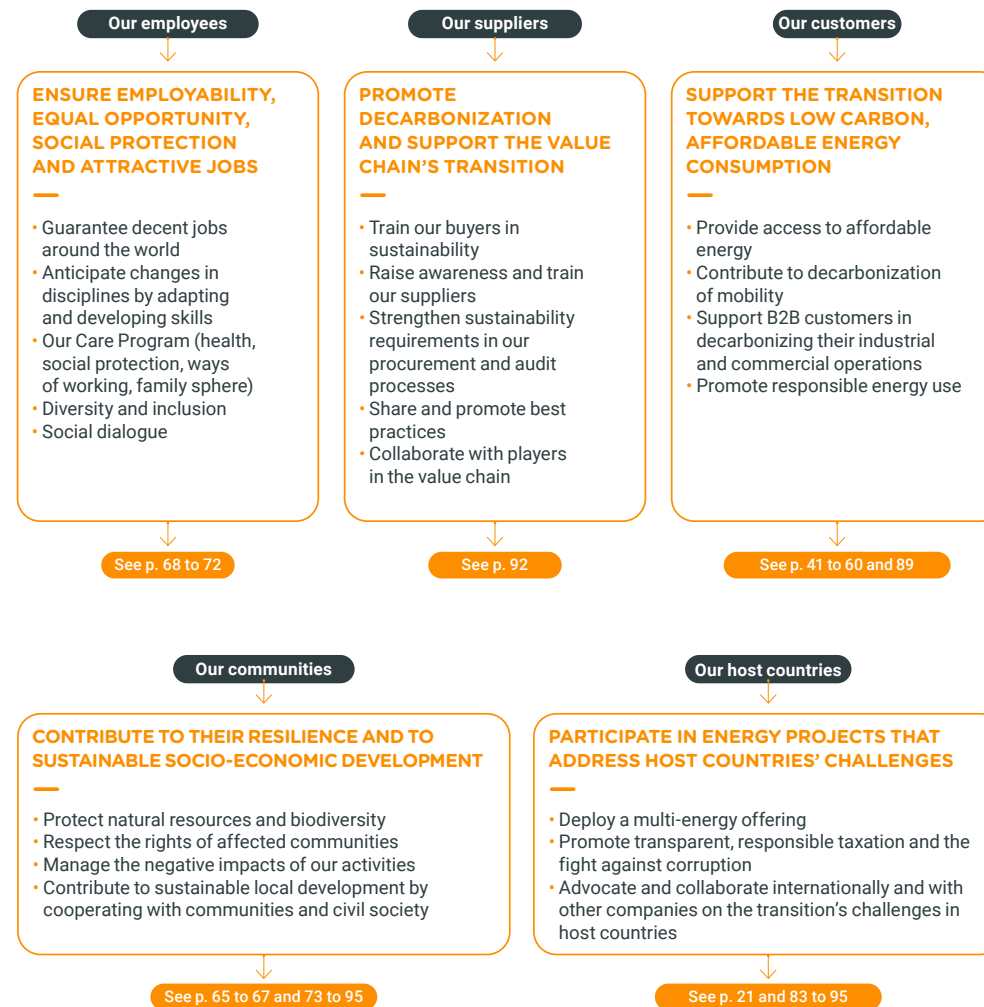 Our employees
ENSURE EMPLOYABILITY,
EQUAL OPPORTUNITY,
SOCIAL PROTECTION
AND ATTRACTIVE JOBS
• Guarantee decent jobs
around the world
• Anticipate changes in
disciplines by adapting
and developing skills
• Our Care Program (health,
social protection, ways
of working, family sphere)
• Diversity and inclusion
• Social dialogue
See p. 68 to 72
Our suppliers
PROMOTE
DECARBONIZATION
AND SUPPORT THE VALUE
CHAIN'S TRANSITION
• Train our buyers in
sustainability
• Raise awareness and train
our suppliers
• Strengthen sustainability
requirements in our
procurement and audit
processes
• Share and promote best
practices
• Collaborate with players
in the value chain
See p. 92
Our customers
SUPPORT THE TRANSITION
TOWARDS LOW CARBON,
AFFORDABLE ENERGY
CONSUMPTION
• Provide access to affordable
energy
• Contribute to decarbonization
of mobility
• Support B2B customers in
decarbonizing their industrial
and commercial operations
• Promote responsible energy use
See p. 41 to 60 and 89
Our communities
CONTRIBUTE TO THEIR RESILIENCE AND TO
SUSTAINABLE SOCIO-ECONOMIC DEVELOPMENT
• Protect natural resources and biodiversity
• Respect the rights of affected communities
• Manage the negative impacts of our activities
• Contribute to sustainable local development by
cooperating with communities and civil society
See p. 65 to 67 and 73 to 95
Our host countries
PARTICIPATE IN ENERGY PROJECTS THAT
ADDRESS HOST COUNTRIES' CHALLENGES
• Deploy a multi-energy offering
• Promote transparent, responsible taxation and the
fight against corruption
• Advocate and collaborate internationally and with
other companies on the transition's challenges in
host countries
See p. 21 and 83 to 95